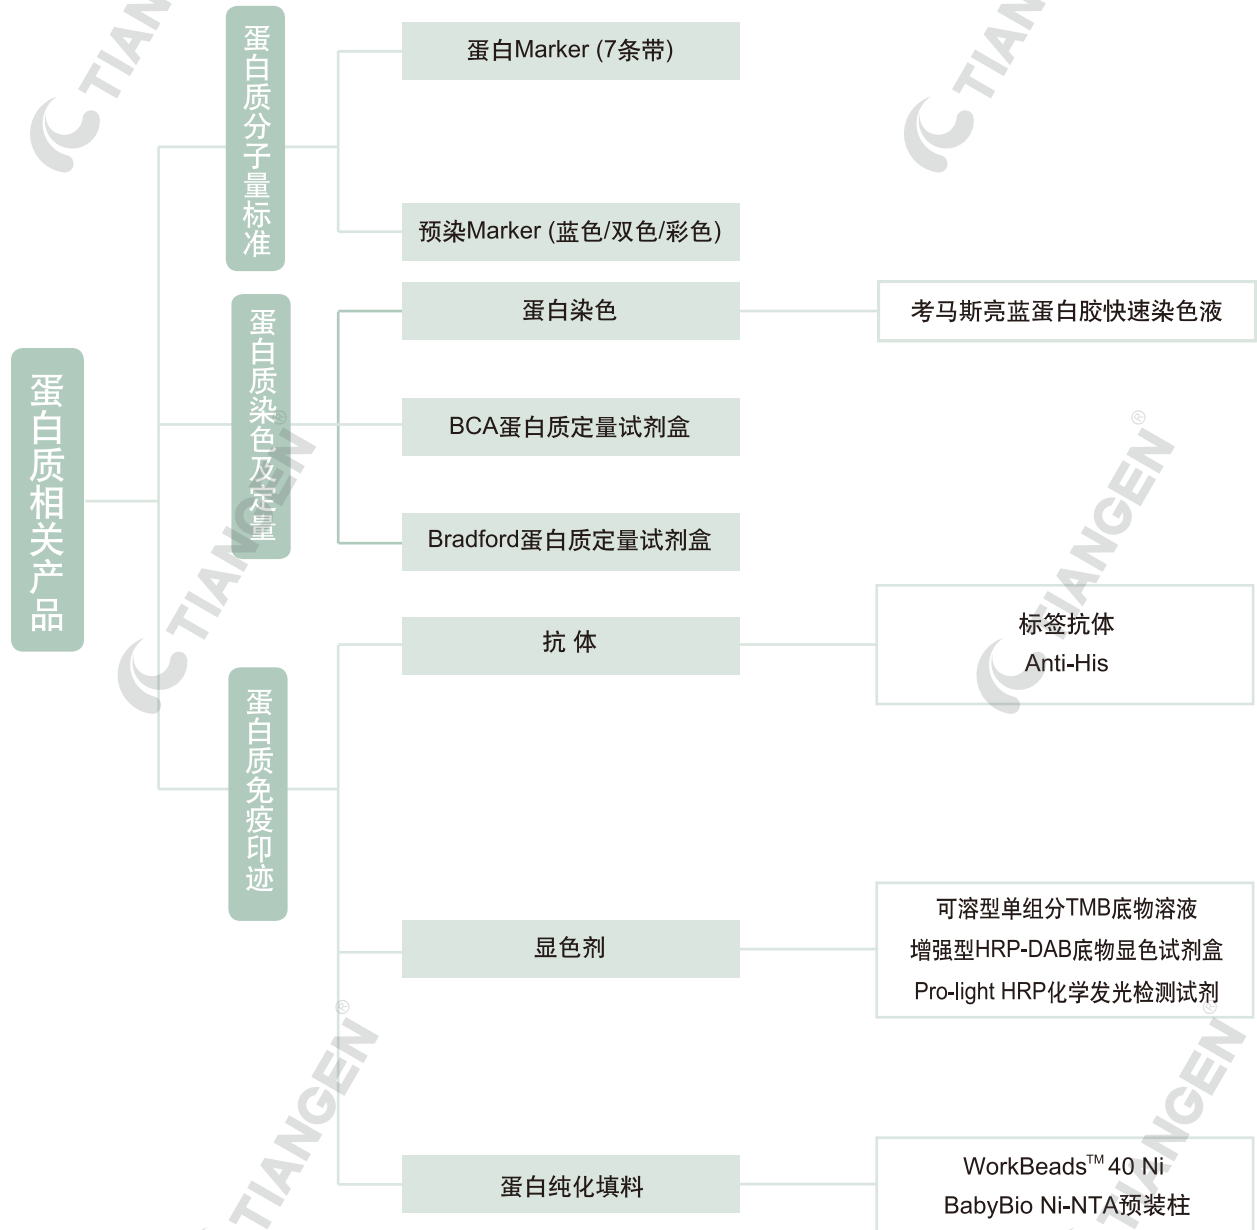 蛋白质相关产品
蛋白质分子量标准
蛋白Marker (7条带)
预染Marker (蓝色/双色/彩色)
蛋白质染色及定量
蛋白染色
考马斯亮蓝蛋白胶快速染色液
BCA蛋白质定量试剂盒
Bradford蛋白质定量试剂盒
蛋白质免疫印迹
抗 体
标签抗体
Anti-His
显色剂
可溶型单组分TMB底物溶液
增强型HRP-DAB底物显色试剂盒
Pro-light HRP化学发光检测试剂
蛋白纯化填料
WorkBeads™ 40 Ni
BabyBio Ni-NTA预装柱
TIANGEN®
TIANGEN®
TIANGEN®
TIANGEN®
TIAN
TIAN